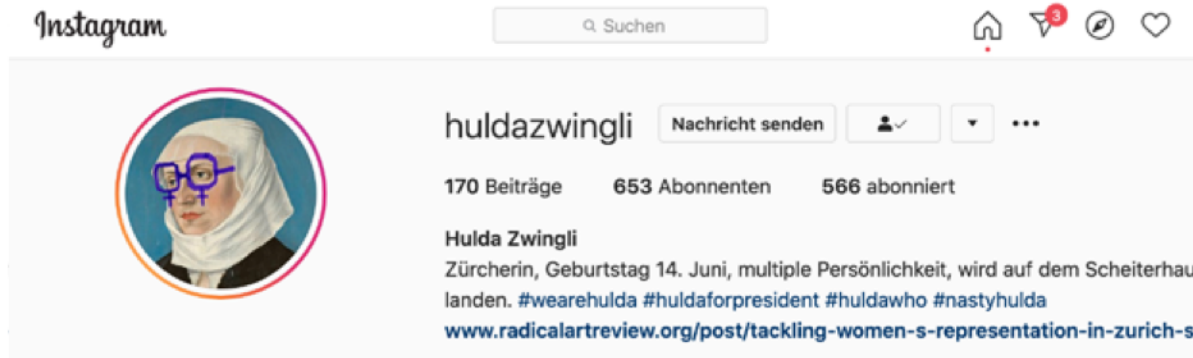 Instagram
Suchen
3
huldazwingli
Nachricht senden
170 Beiträge 653 Abonnenten 566 abonniert
Hulda Zwingli
Zürcherin, Geburtstag 14. Juni, multiple Persönlichkeit, wird auf dem Scheiterhau
landen. #wearehulda #huldaforpresident #huldawho #nastyhulda
www.radicalartreview.org/post/tackling-women-s-representation-in-zurich-s